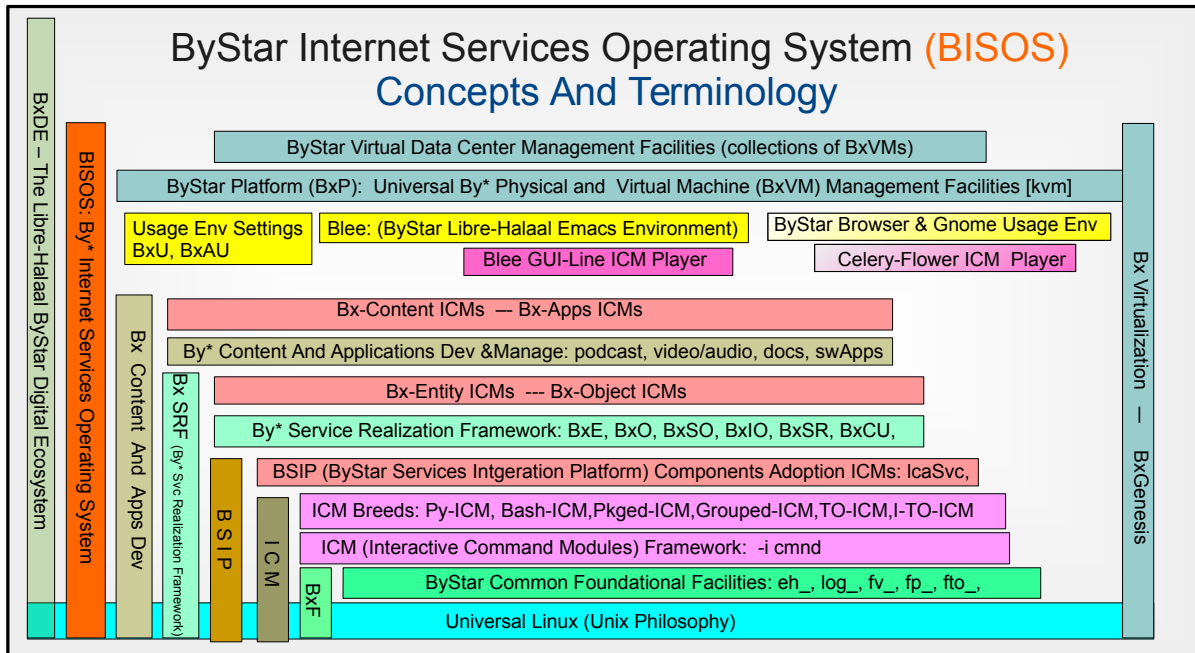 ByStar Internet Services Operating System (BISOS)
Concepts And Terminology
BxDE – The Libre-Halaal ByStar Digital Ecosystem
BISOS: By* Internet Services Operating System
ByStar Virtual Data Center Management Facilities (collections of BxVMs)
ByStar Platform (BxP): Universal By* Physical and Virtual Machine (BxVM) Management Facilities [kvm]
Usage Env Settings
BxU, BxAU
Blee: (ByStar Libre-Halaal Emacs Environment)
ByStar Browser & Gnome Usage Env
Blee GUI-Line ICM Player
Celery-Flower ICM Player
Bx Content And Apps Dev
Bx-Content ICMs --- Bx-Apps ICMs
By* Content And Applications Dev &Manage: podcast, video/audio, docs, swApps
Bx SRF (By* Svc Realization Framework)
Bx-Entity ICMs --- Bx-Object ICMs
By* Service Realization Framework: BxE, BxO, BxSO, BxIO, BxSR, BxCU,
BSIP
BSIP (ByStar Services Intgeration Platform) Components Adoption ICMs: lcaSvc,
ICM
ICM Breeds: Py-ICM, Bash-ICM,Pkged-ICM,Grouped-ICM,TO-ICM,I-TO-ICM
ICM (Interactive Command Modules) Framework: -i cmnd
BxF
ByStar Common Foundational Facilities: eh_, log_, fv_, fp_, fto_,
Universal Linux (Unix Philosophy)
Bx Virtualization — BxGenesis